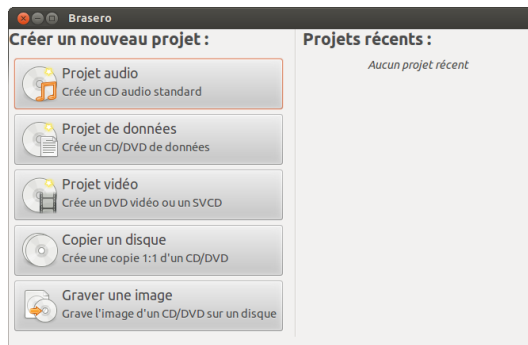 Brasero
Créer un nouveau projet :
Projet audio
Crée un CD audio standard
Projet de données
Crée un CD/DVD de données
Projet vidéo
Crée un DVD vidéo ou un SVCD
Copier un disque
Crée une copie 1:1 d'un CD/DVD
Graver une image
Grave l'image d'un CD/DVD sur un disque
Projets récents :
Aucun projet récent